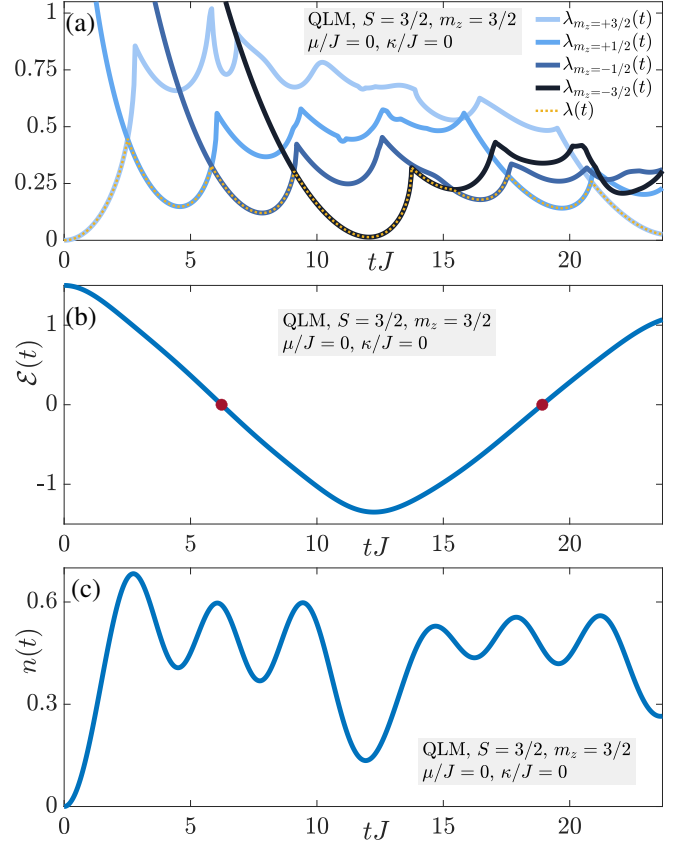 (a)
QLM, S = 3/2, m_z = 3/2
μ/J = 0, κ/J = 0
λ_{m_z=+3/2}(t)
λ_{m_z=+1/2}(t)
λ_{m_z=−1/2}(t)
λ_{m_z=−3/2}(t)
λ(t)
1
0.75
0.5
0.25
0
0 5 10 15 20
tJ
(b)
QLM, S = 3/2, m_z = 3/2
μ/J = 0, κ/J = 0
ℰ(t)
1
0
-1
0 5 10 15 20
tJ
(c)
QLM, S = 3/2, m_z = 3/2
μ/J = 0, κ/J = 0
n(t)
0.6
0.3
0
0 5 10 15 20
tJ